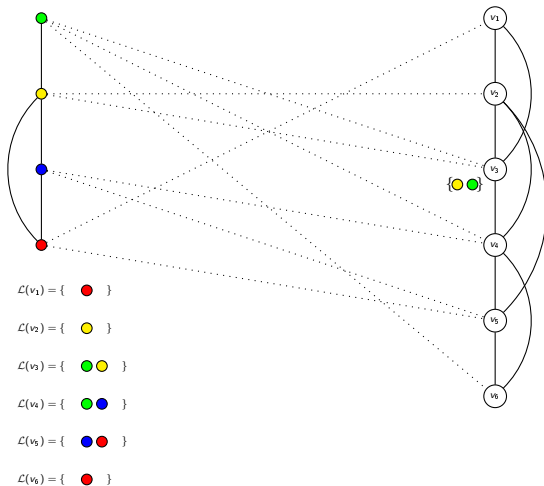 v1
v2
v3
{ }
v4
v5
v6
ℒ(v1) = { }
ℒ(v2) = { }
ℒ(v3) = { }
ℒ(v4) = { }
ℒ(v5) = { }
ℒ(v6) = { }